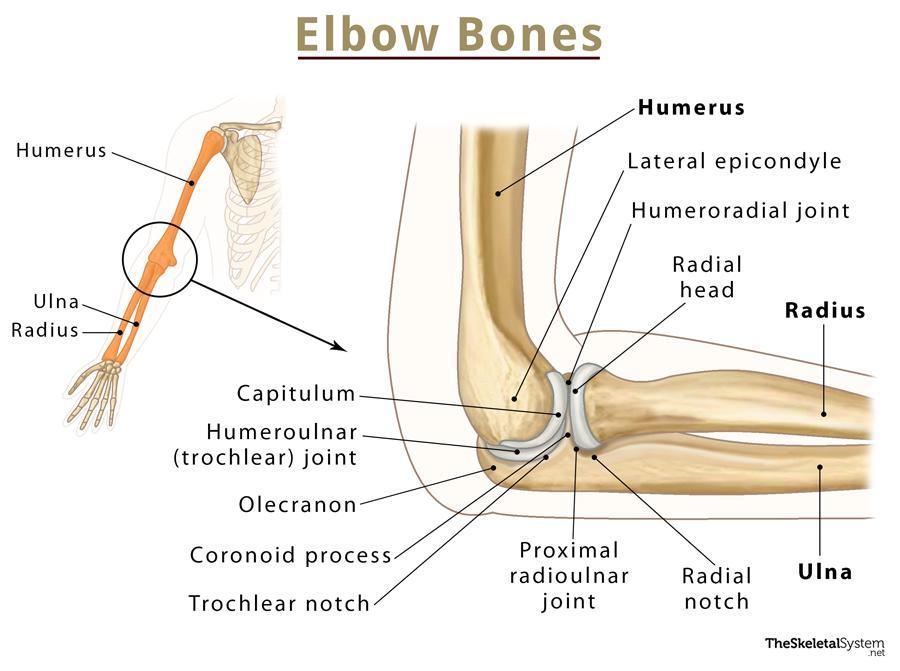 Elbow Bones
Humerus
Ulna
Radius
Humerus
Lateral epicondyle
Humeroradial joint
Radial
head
Radius
Capitulum
Humeroulnar
(trochlear) joint
Olecranon
Coronoid process
Trochlear notch
Proximal
radioulnar
joint
Radial
notch
Ulna
TheSkeletalSystem
.net